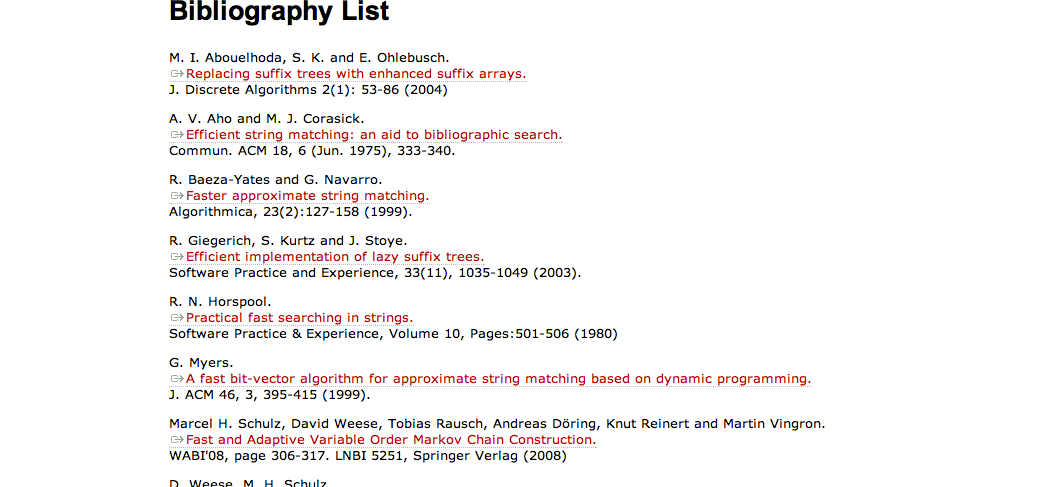 Bibliography List
M. I. Abouelhoda, S. K. and E. Ohlebusch.
Replacing suffix trees with enhanced suffix arrays.
J. Discrete Algorithms 2(1): 53-86 (2004)
A. V. Aho and M. J. Corasick.
Efficient string matching: an aid to bibliographic search.
Commun. ACM 18, 6 (Jun. 1975), 333-340.
R. Baeza-Yates and G. Navarro.
Faster approximate string matching.
Algorithmica, 23(2):127-158 (1999).
R. Giegerich, S. Kurtz and J. Stoye.
Efficient implementation of lazy suffix trees.
Software Practice and Experience, 33(11), 1035-1049 (2003).
R. N. Horspool.
Practical fast searching in strings.
Software Practice & Experience, Volume 10, Pages:501-506 (1980)
G. Myers.
A fast bit-vector algorithm for approximate string matching based on dynamic programming.
J. ACM 46, 3, 395-415 (1999).
Marcel H. Schulz, David Weese, Tobias Rausch, Andreas Döring, Knut Reinert and Martin Vingron.
Fast and Adaptive Variable Order Markov Chain Construction.
WABI'08, page 306-317. LNBI 5251, Springer Verlag (2008)
D. Weese, M. H. Schulz.